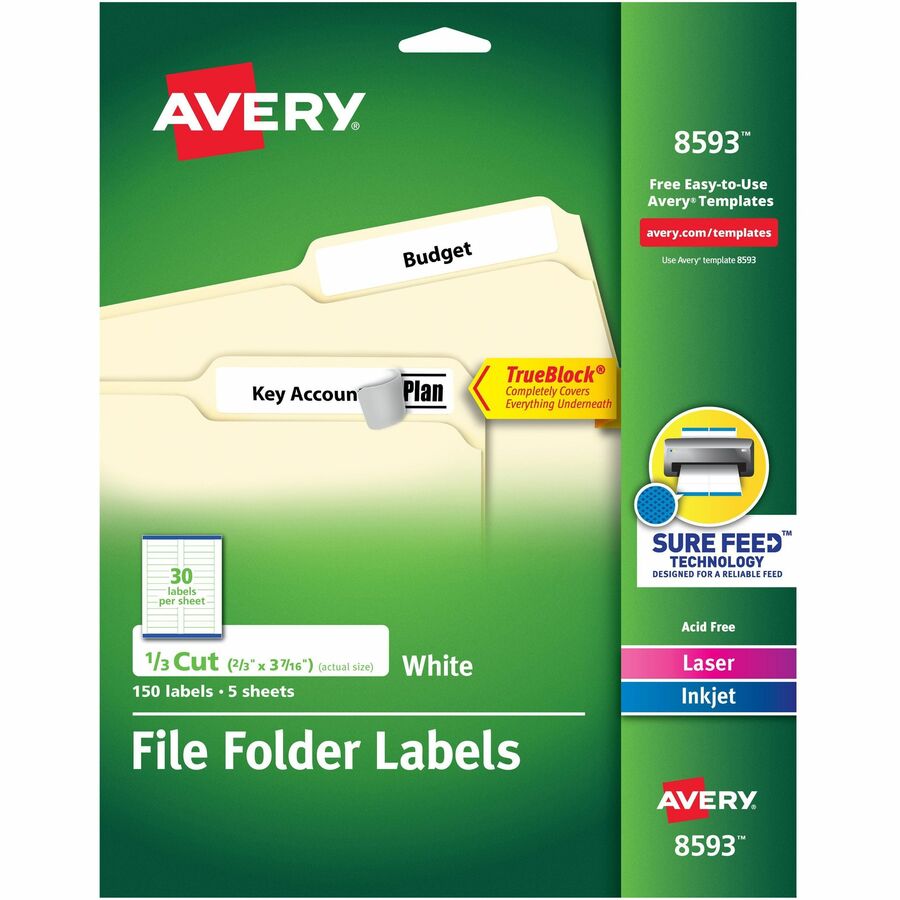 AVERY®
8593™
Free Easy-to-Use
Avery® Templates
avery.com/templates
Use Avery® template 8593
Budget
Key Accoun
Plan
TrueBlock®
Completely Covers
Everything Underneath
SURE FEED™
TECHNOLOGY
DESIGNED FOR A RELIABLE FEED
30
labels
per sheet
1/3 Cut (2/3" x 3 7/16") (actual size)
White
150 labels • 5 sheets
File Folder Labels
Acid Free
Laser
Inkjet
AVERY®
8593™